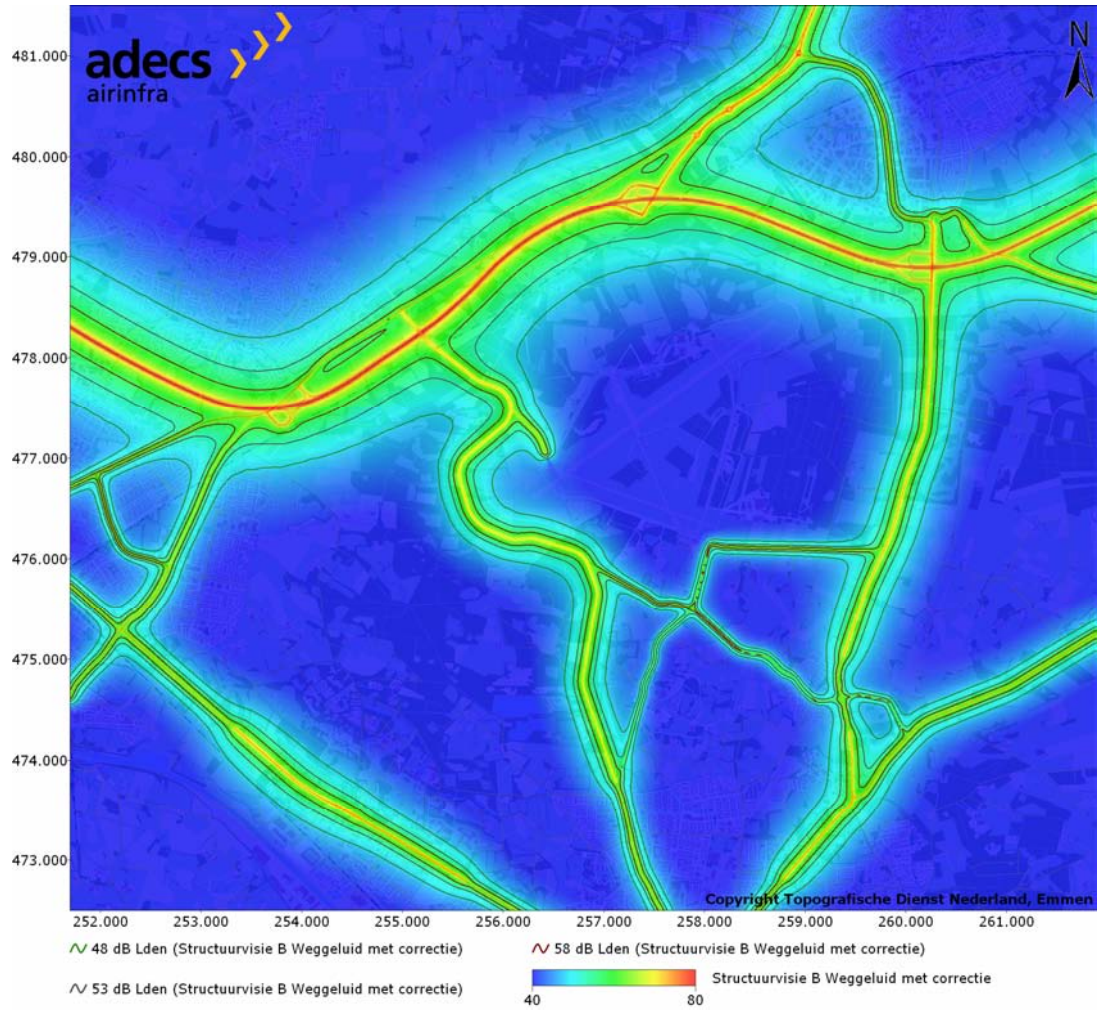 adecs
airinfra
N
481.000
480.000
479.000
478.000
477.000
476.000
475.000
474.000
473.000
Copyright Topografische Dienst Nederland, Emmen
252.000 253.000 254.000 255.000 256.000 257.000 258.000 259.000 260.000 261.000
48 dB Lden (Structuurvisie B Weggeluid met correctie)
58 dB Lden (Structuurvisie B Weggeluid met correctie)
53 dB Lden (Structuurvisie B Weggeluid met correctie)
Structuurvisie B Weggeluid met correctie
40 80